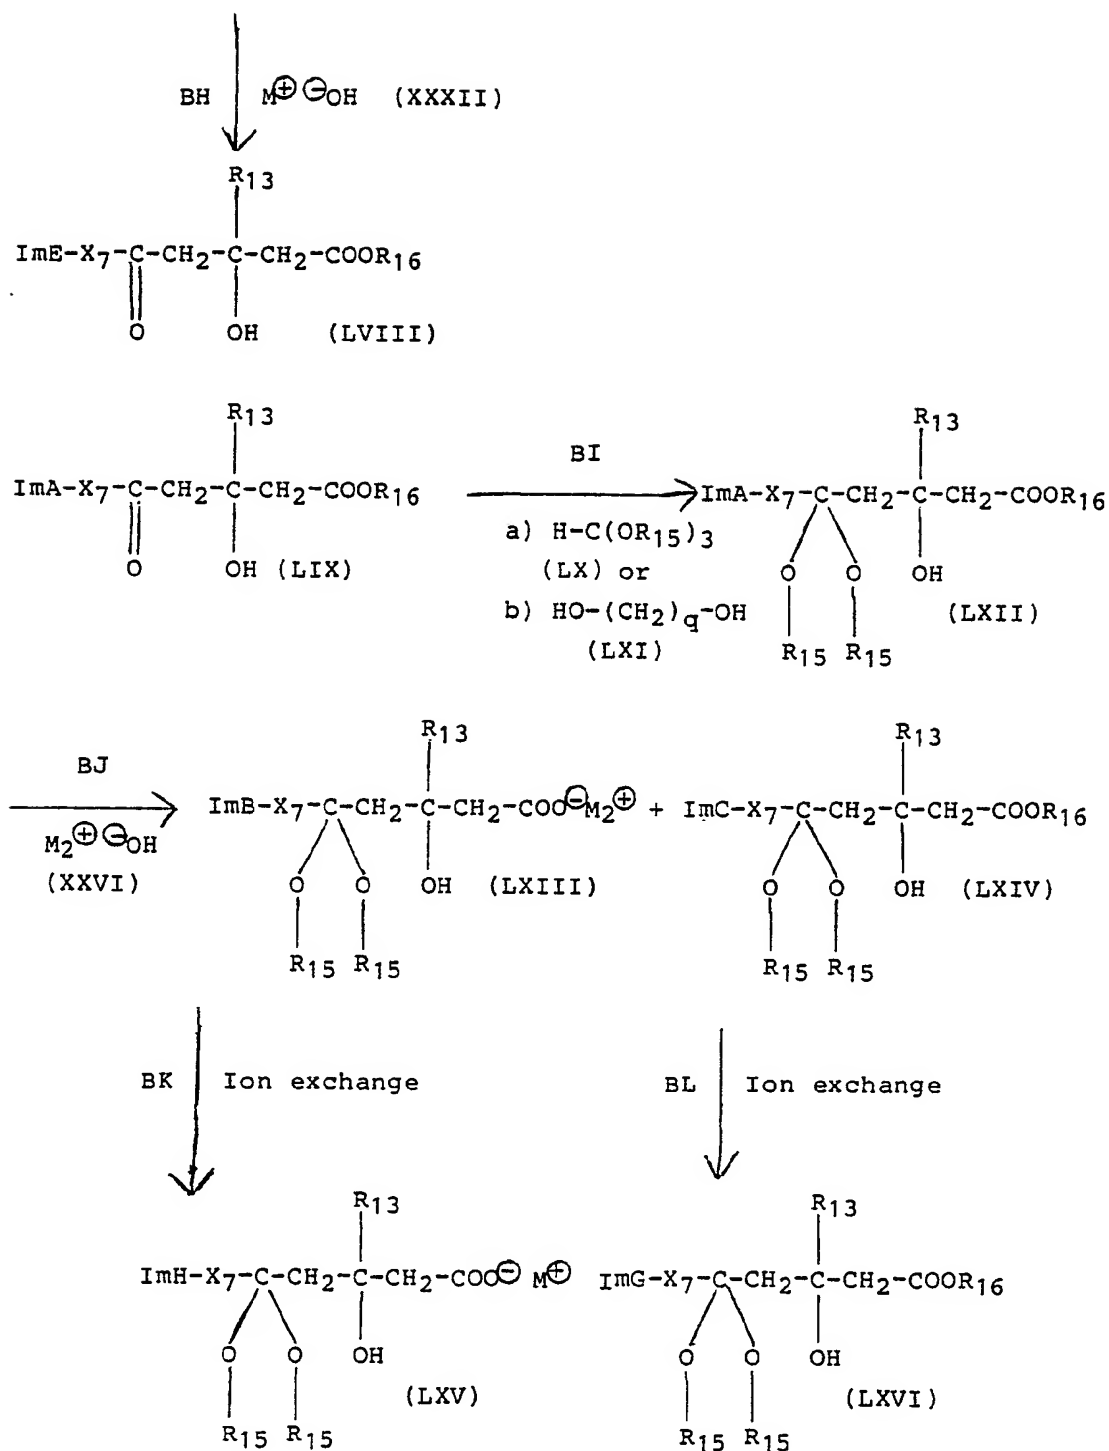 BH M⊕ ⊖OH (XXXII)
R13
ImE-X7-C-CH2-C-CH2-COOR16
O OH (LVIII)
R13
ImA-X7-C-CH2-C-CH2-COOR16
O OH (LIX)
BI
a) H-C(OR15)3
(LX) or
b) HO-(CH2)q-OH
(LXI)
R13
ImA-X7-C-CH2-C-CH2-COOR16
O O OH (LXII)
R15 R15
BJ
M2⊕ ⊖OH
(XXVI)
R13
ImB-X7-C-CH2-C-CH2-COO⊖M2⊕ +
O O OH (LXIII)
R15 R15
R13
ImC-X7-C-CH2-C-CH2-COOR16
O O OH (LXIV)
R15 R15
BK Ion exchange
BL Ion exchange
R13
ImH-X7-C-CH2-C-CH2-COO⊖ M⊕
O O OH
(LXV)
R15 R15
R13
ImG-X7-C-CH2-C-CH2-COOR16
O O OH
(LXVI)
R15 R15